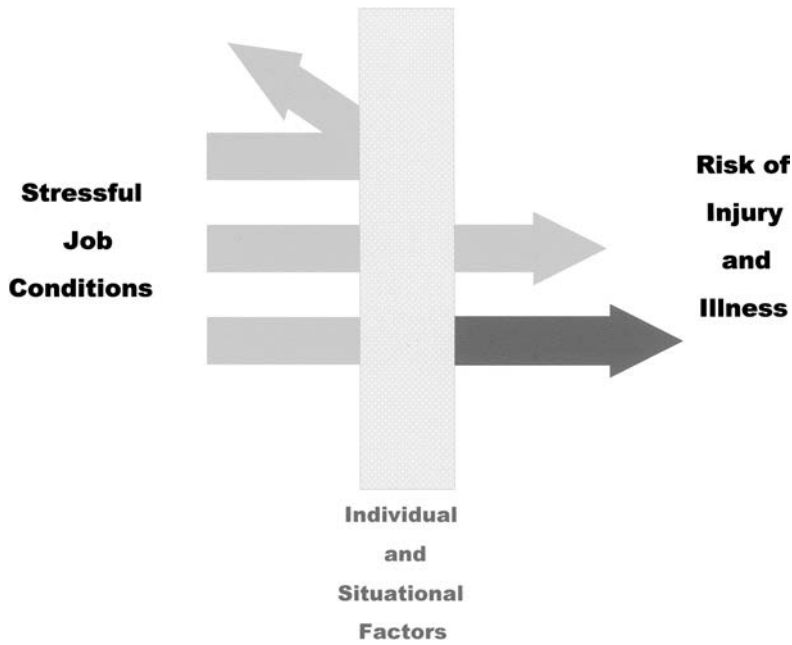 Stressful
Job
Conditions
Risk of
Injury
and
Illness
Individual
and
Situational
Factors